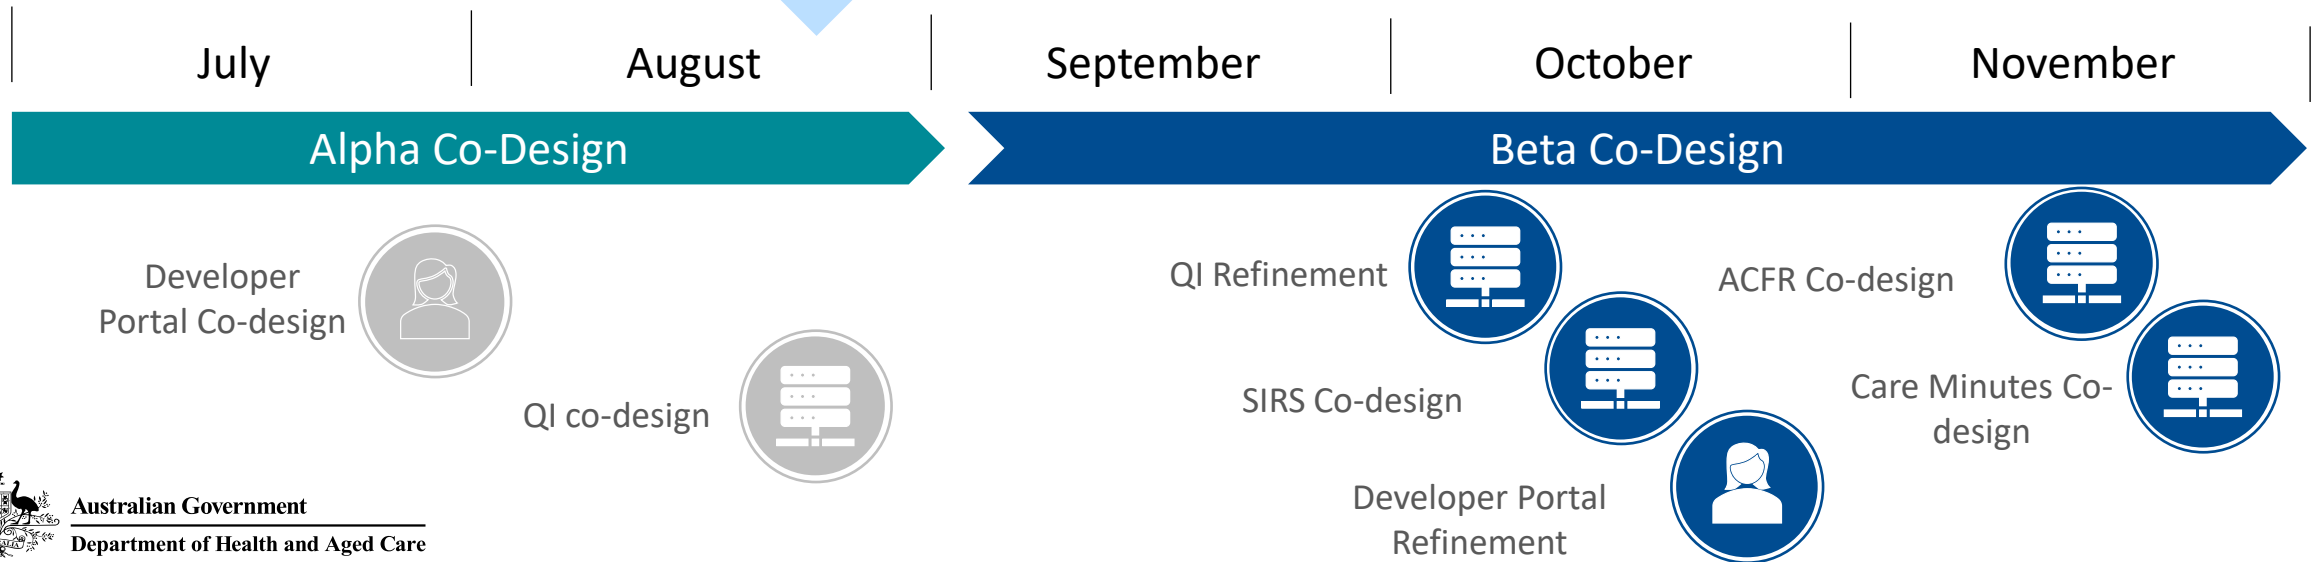 July
August
September
October
November
Alpha Co-Design
Beta Co-Design
Developer
Portal Co-design
QI co-design
QI Refinement
SIRS Co-design
Developer Portal
Refinement
ACFR Co-design
Care Minutes Co-
design
Australian Government
Department of Health and Aged Care